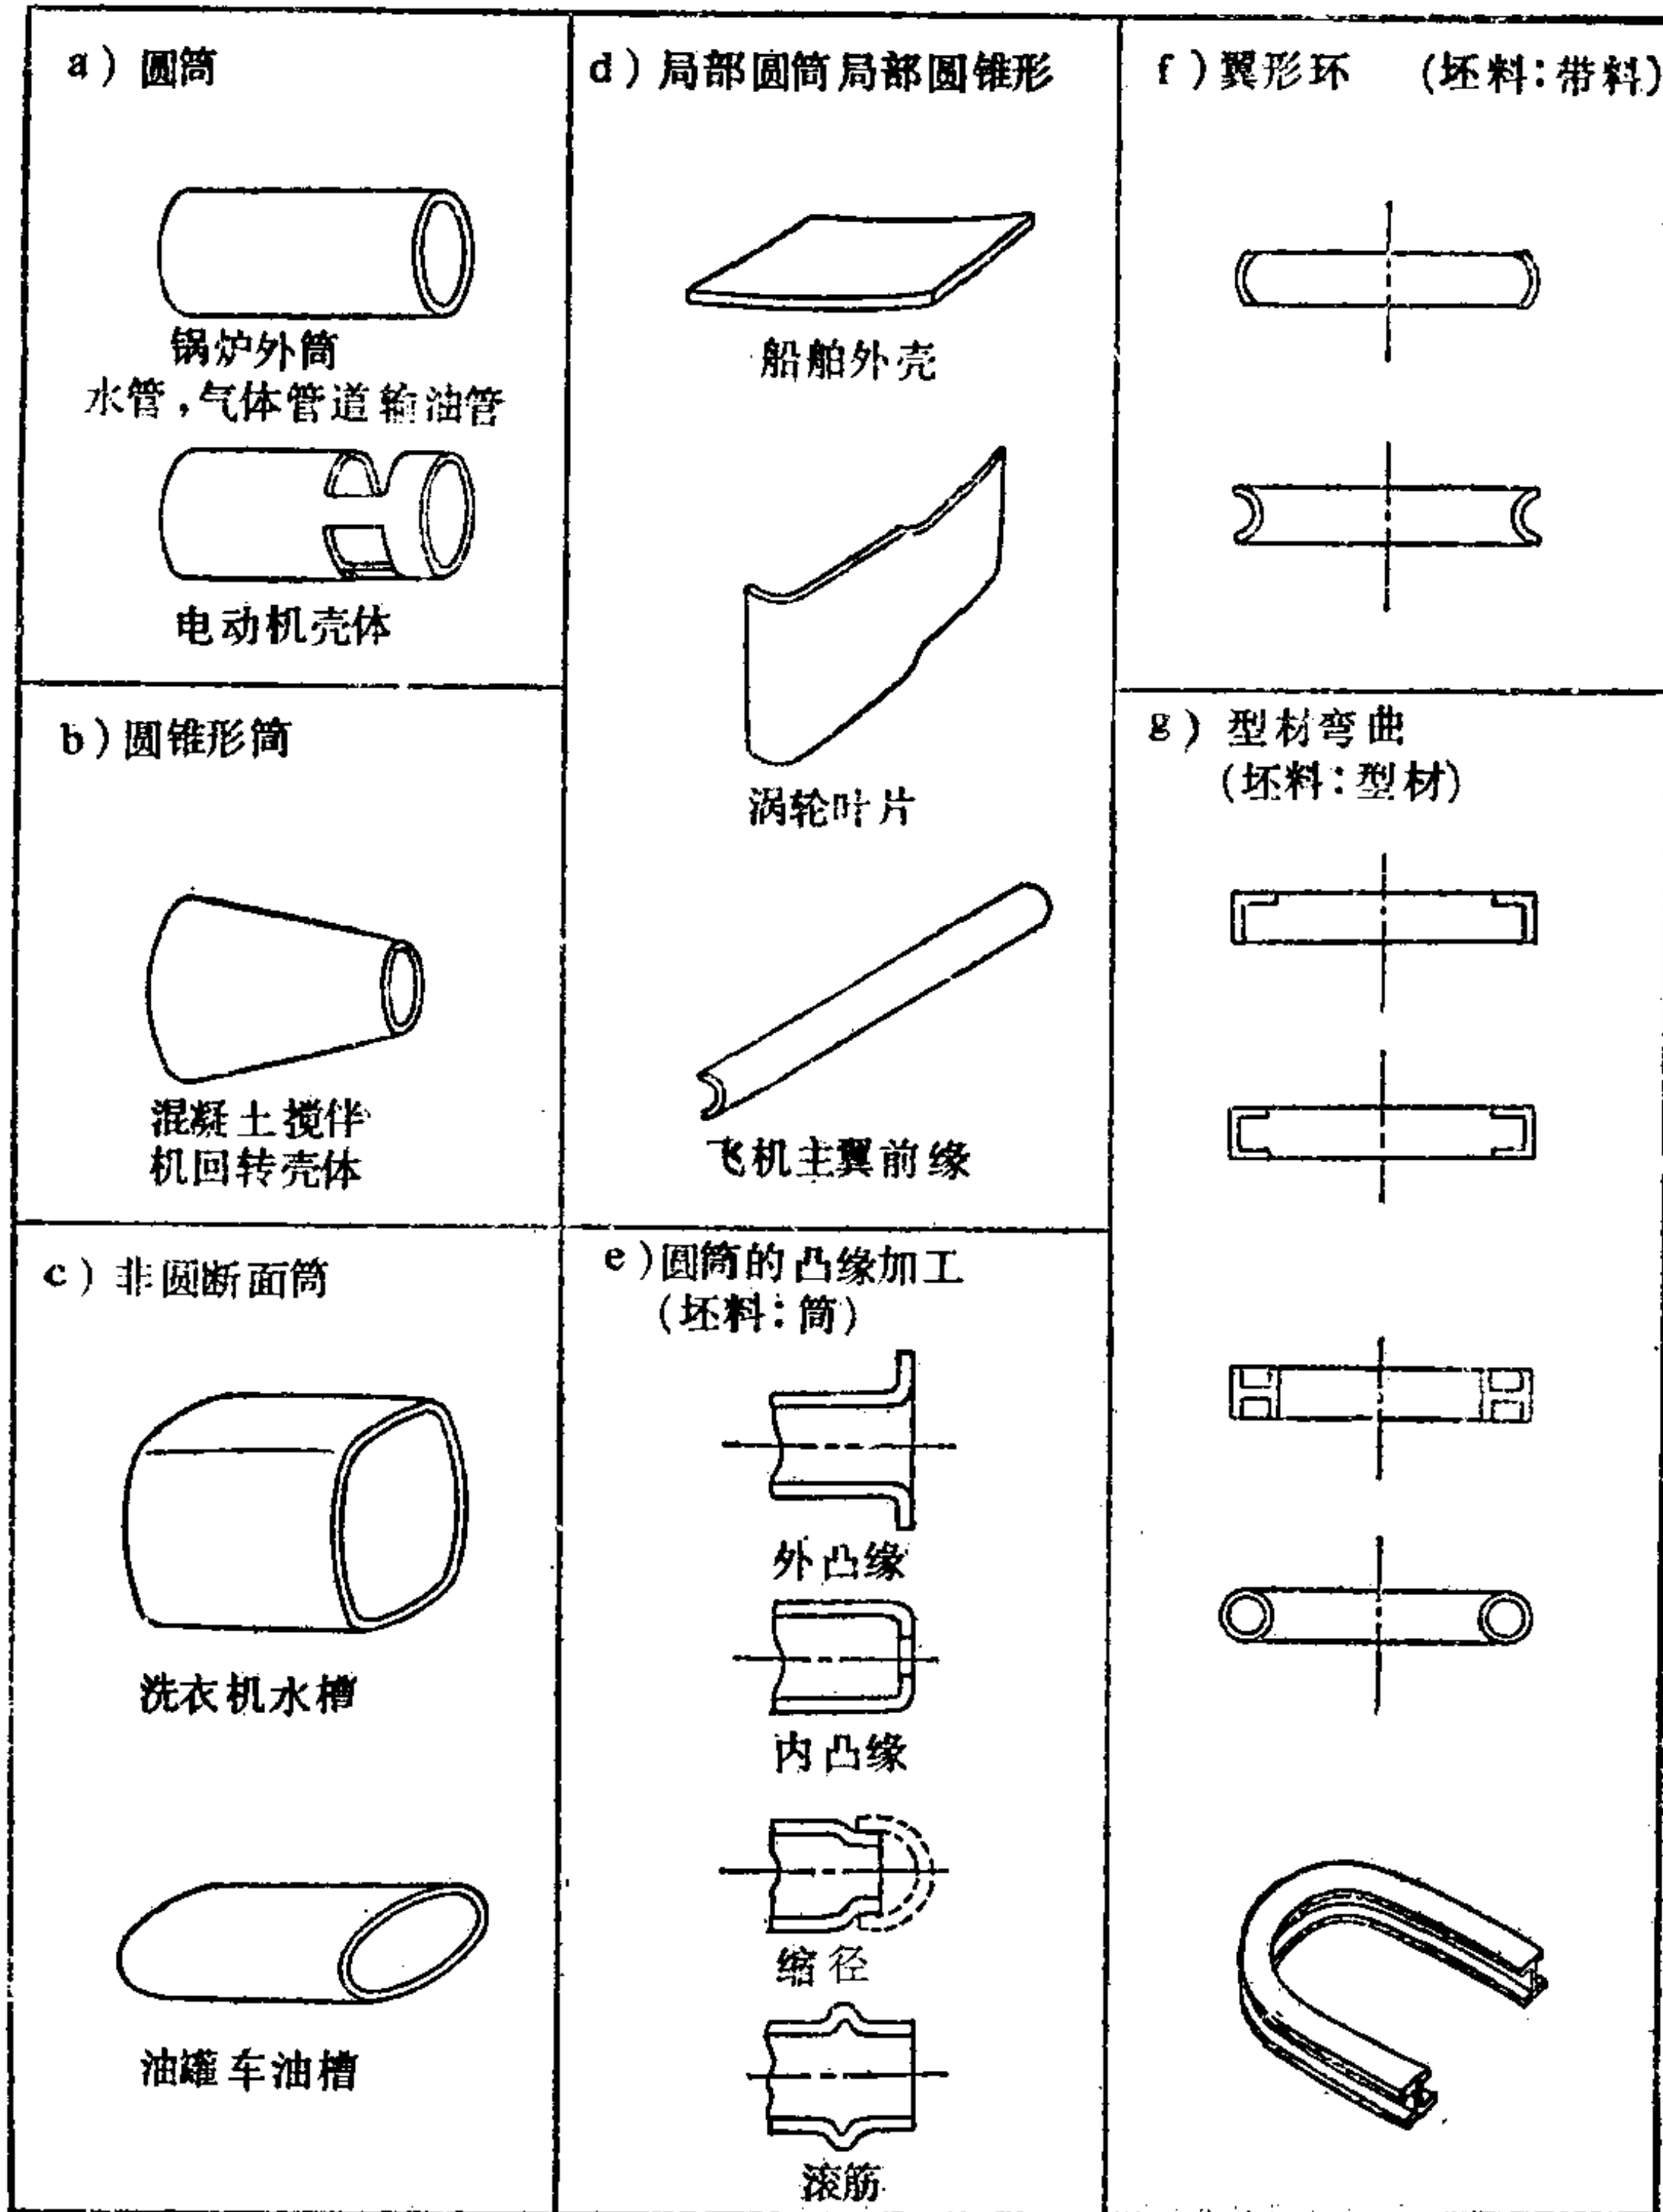 a）圆筒
锅炉外筒
水管，气体管道输油管
电动机壳体
b）圆锥形筒
混凝土搅伴
机回转壳体
c）非圆断面筒
洗衣机水槽
油罐车油槽
d）局部圆筒局部圆锥形
船舶外壳
涡轮叶片
飞机主翼前缘
e）圆筒的凸缘加工
（坯料：筒）
外凸缘
内凸缘
缩径
滚筋
f）翼形环 （坯料：带料）
g）型材弯曲
（坯料：型材）